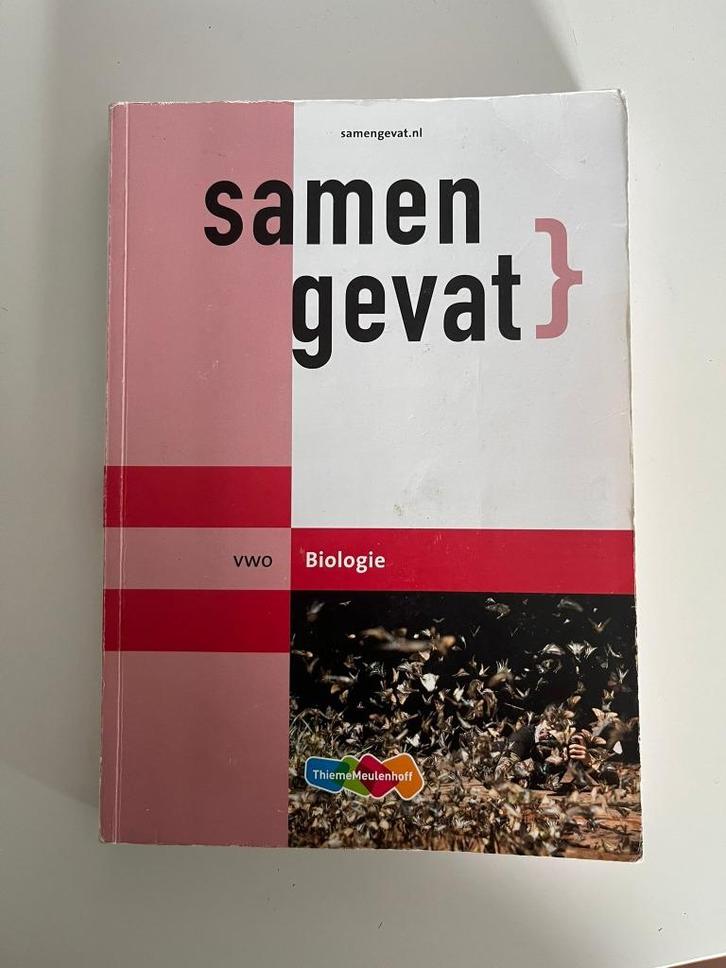 samengevat.nl
samen
gevat}
vwo Biologie
ThiemeMeulenhoff